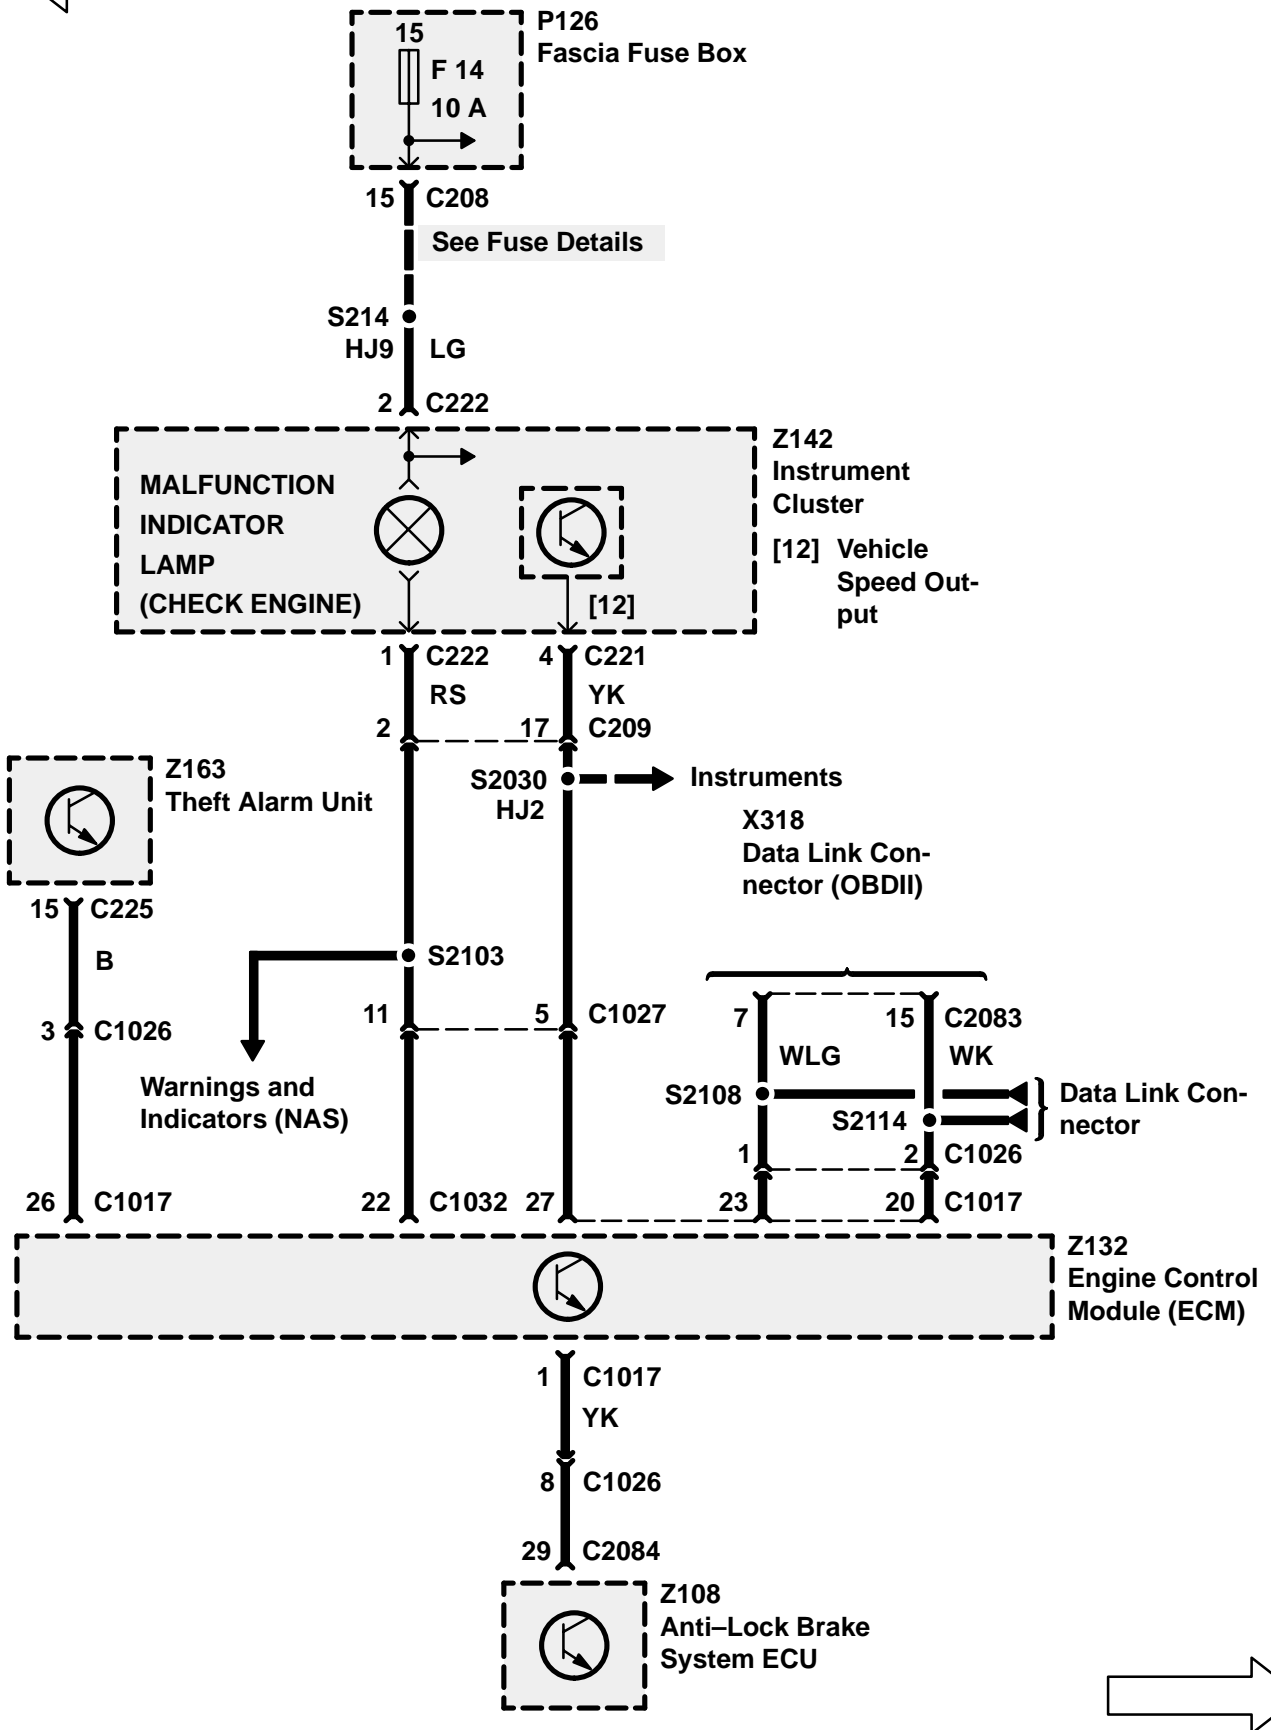 P126
Fascia Fuse Box
15
F 14
10 A
15 C208
See Fuse Details
S214
HJ9 LG
2 C222
Z142
Instrument
Cluster
[12] Vehicle
Speed Out-
put
MALFUNCTION
INDICATOR
LAMP
(CHECK ENGINE)
[12]
1 C222 4 C221
RS YK
2 17 C209
Z163
Theft Alarm Unit
S2030
HJ2
Instruments
X318
Data Link Con-
nector (OBDII)
15 C225
B
S2103
3 C1026
11 5 C1027
7 15 C2083
WLG WK
Warnings and
Indicators (NAS)
S2108
S2114
Data Link Con-
nector
1 2 C1026
26 C1017 22 C1032 27 23 20 C1017
Z132
Engine Control
Module (ECM)
1 C1017
YK
8 C1026
29 C2084
Z108
Anti–Lock Brake
System ECU